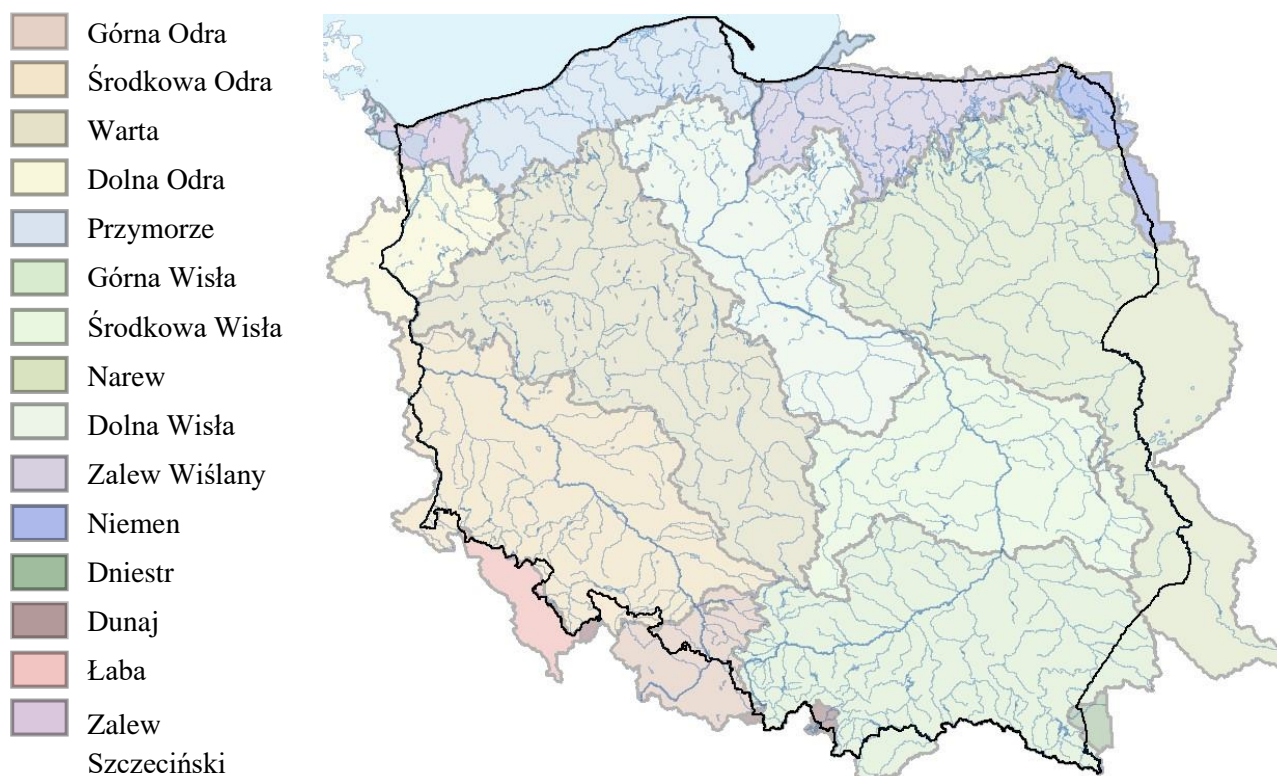 Górna Odra
Środkowa Odra
Warta
Dolna Odra
Przymorze
Górna Wisła
Środkowa Wisła
Narew
Dolna Wisła
Zalew Wiślany
Niemen
Dniestr
Dunaj
Łaba
Zalew
Szczeciński